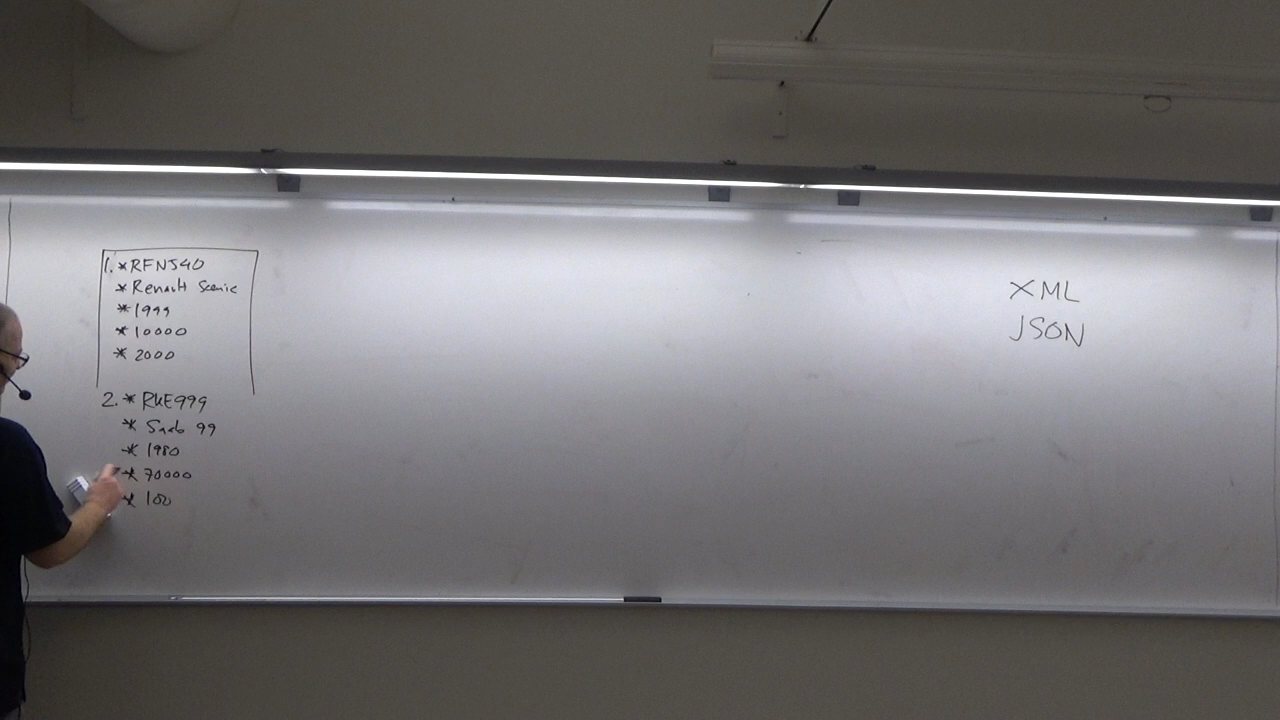 1. * RFN540
* Renault Scenic
* 1999
* 10000
* 2000
2. * RKE999
* Saab 99
* 1980
* 70000
* 100
XML
JSON